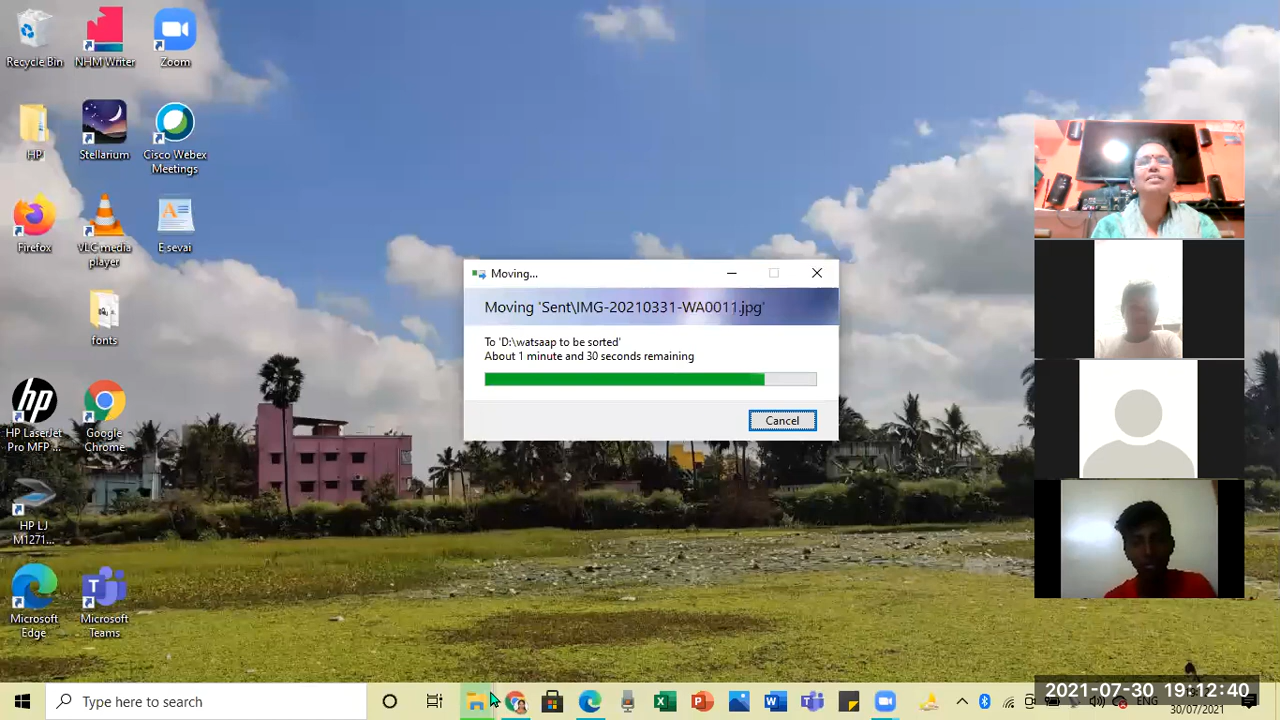 Recycle Bin
NHM Writer
Zoom
HP
Stellarium
Cisco Webex
Meetings
Firefox
VLC media
player
E sevai
fonts
hp
HP LaserJet
Pro MFP ...
Google
Chrome
HP LJ
M1271...
Microsoft
Edge
Microsoft
Teams
Moving...
Moving 'Sent\IMG-20210331-WA0011.jpg'
To 'D:\watsaap to be sorted'
About 1 minute and 30 seconds remaining
Cancel
Type here to search
ENG
2021-07-30 19:12:40
30/07/2021